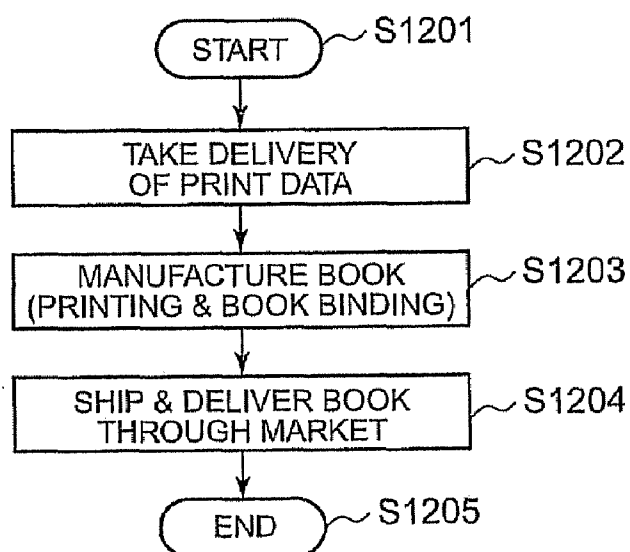 START
S1201
TAKE DELIVERY
OF PRINT DATA
S1202
MANUFACTURE BOOK
(PRINTING & BOOK BINDING)
S1203
SHIP & DELIVER BOOK
THROUGH MARKET
S1204
END
S1205